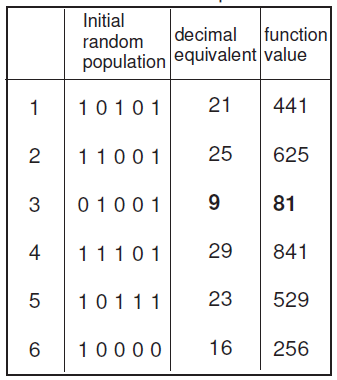 Initial random population decimal equivalent function value
1 1 0 1 0 1 21 441
2 1 1 0 0 1 25 625
3 0 1 0 0 1 9 81
4 1 1 1 0 1 29 841
5 1 0 1 1 1 23 529
6 1 0 0 0 0 16 256